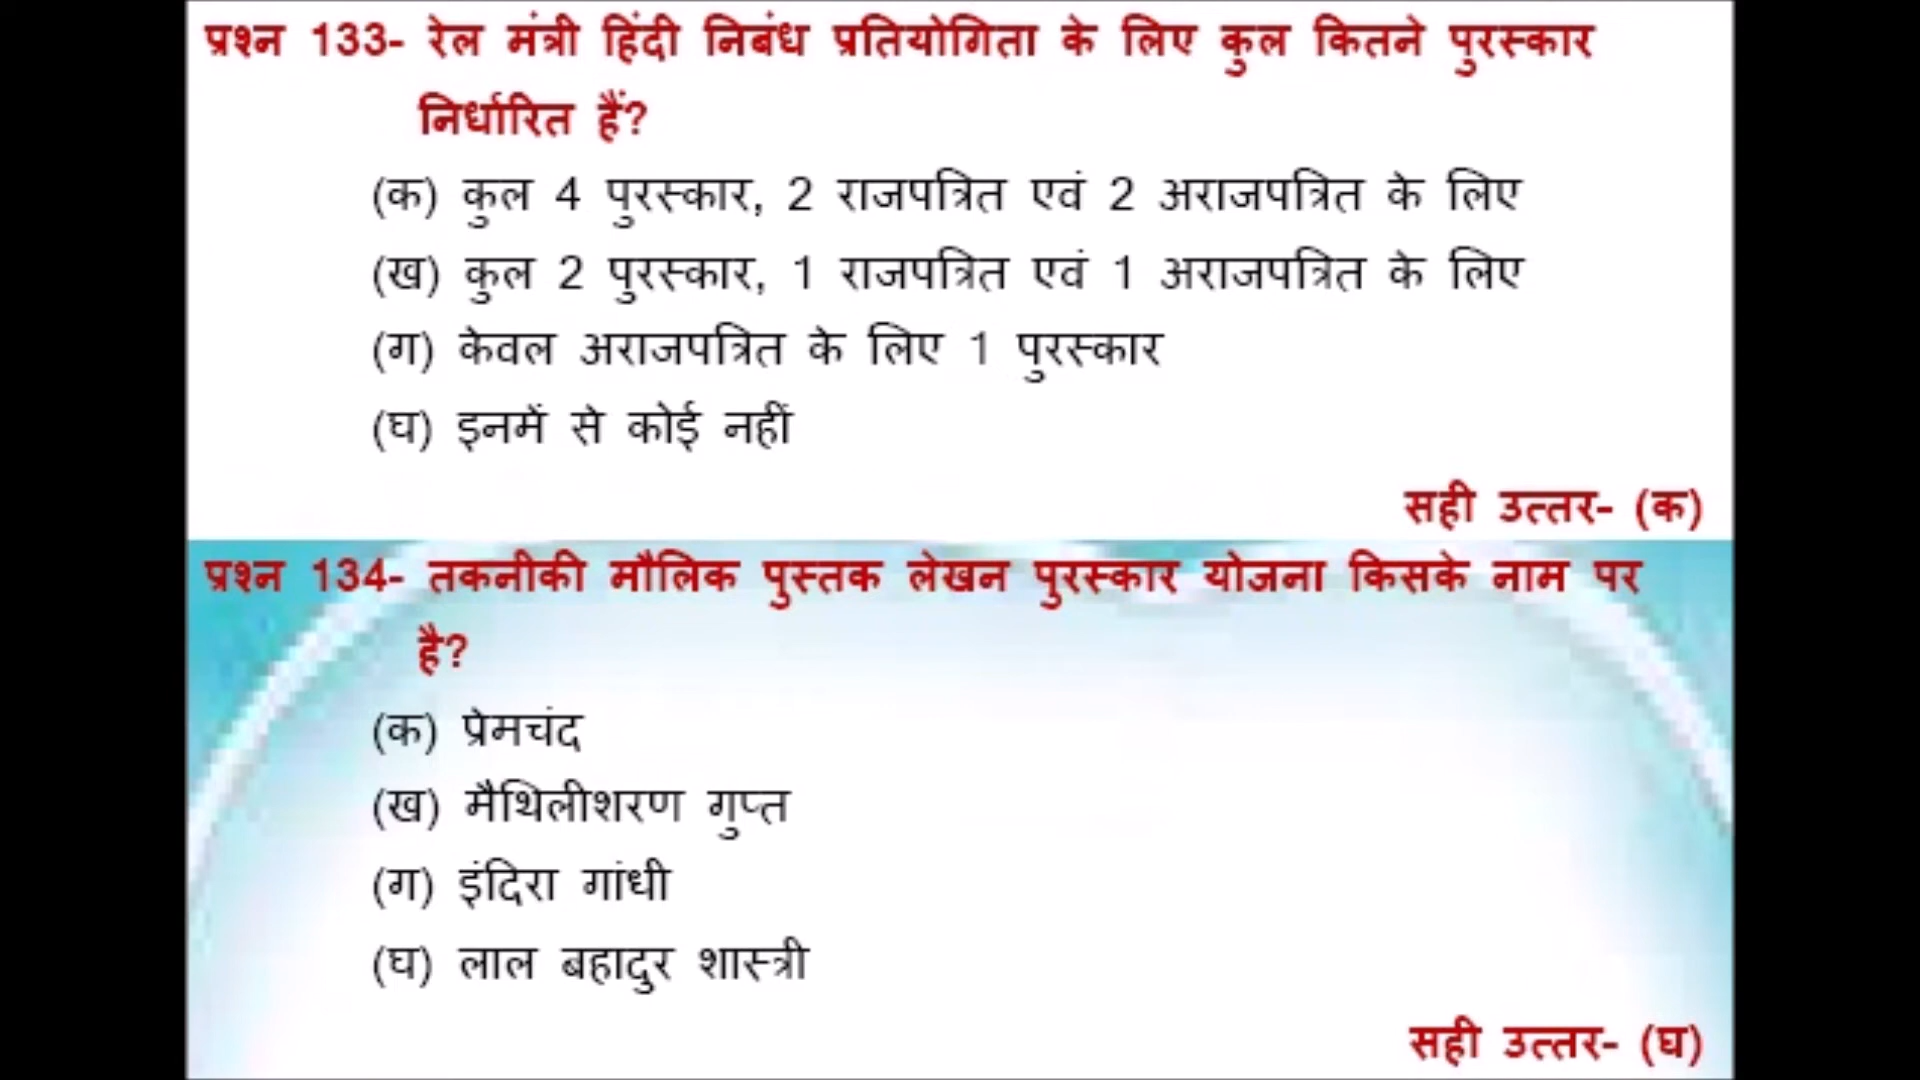 प्रश्न 133- रेल मंत्री हिंदी निबंध प्रतियोगिता के लिए कुल कितने पुरस्कार
निर्धारित हैं?
(क) कुल 4 पुरस्कार, 2 राजपत्रित एवं 2 अराजपत्रित के लिए
(ख) कुल 2 पुरस्कार, 1 राजपत्रित एवं 1 अराजपत्रित के लिए
(ग) केवल अराजपत्रित के लिए 1 पुरस्कार
(घ) इनमें से कोई नहीं
सही उत्तर- (क)
प्रश्न 134- तकनीकी मौलिक पुस्तक लेखन पुरस्कार योजना किसके नाम पर
है?
(क) प्रेमचंद
(ख) मैथिलीशरण गुप्त
(ग) इंदिरा गांधी
(घ) लाल बहादुर शास्त्री
सही उत्तर- (घ)